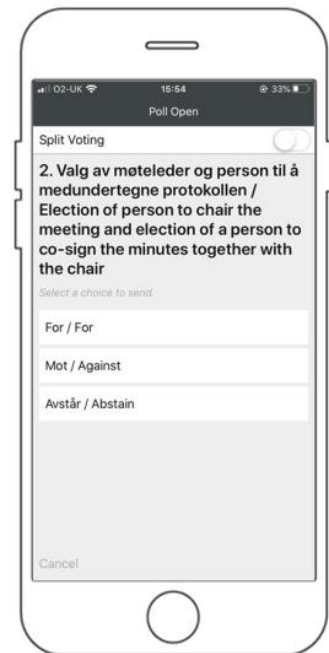 O2-UK 15:54 33%
Poll Open
Split Voting
2. Valg av møteleder og person til å
medundertegne protokollen /
Election of person to chair the
meeting and election of a person to
co-sign the minutes together with
the chair
Select a choice to send.
For / For
Mot / Against
Avstår / Abstain
Cancel